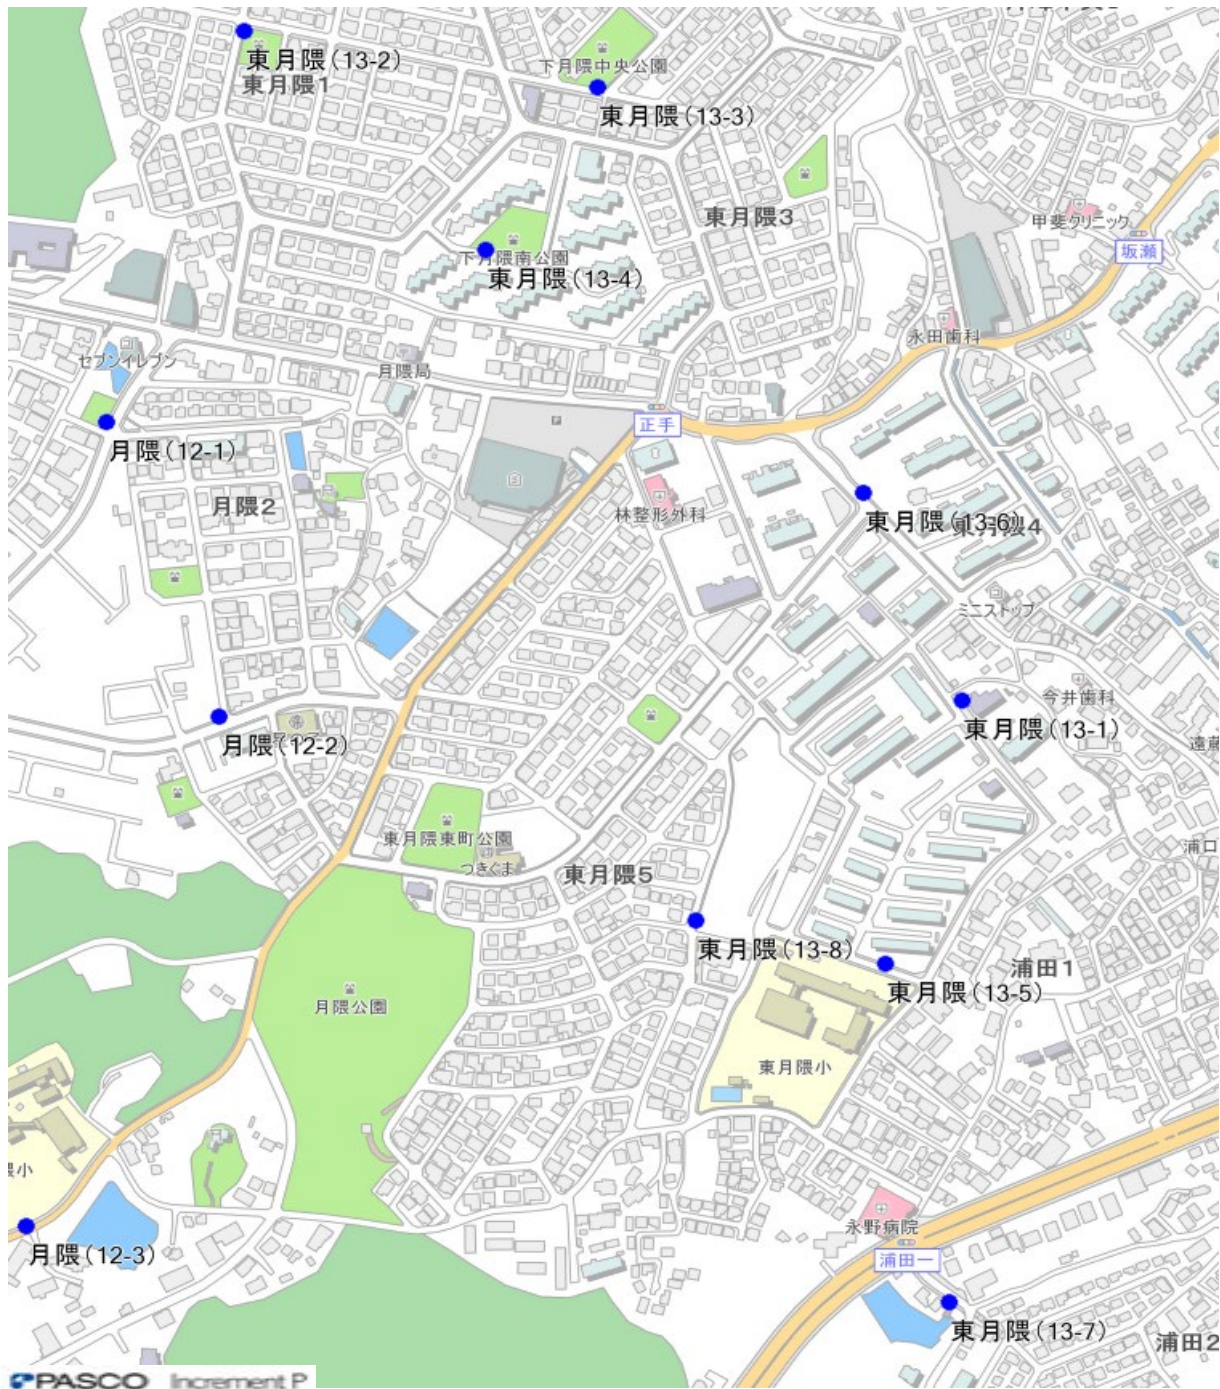 東月隈(13-2)
東月隈1
下月隈中央公園
東月隈(13-3)
東月隈3
甲斐クリニック
坂瀬
下月隈南公園
東月隈(13-4)
永田歯科
セブンイレブン
月隈局
正手
月隈(12-1)
月隈2
林整形外科
東月隈(13-6)
東月隈4
ミニストップ
今井歯科
東月隈(13-1)
月隈(12-2)
遠藤
東月隈東町公園
つきぐま
東月隈5
浦口
東月隈(13-8)
浦田1
東月隈(13-5)
月隈公園
東月隈小
隈小
永野病院
月隈(12-3)
浦田一
東月隈(13-7)
浦田2
PASCO Increment P